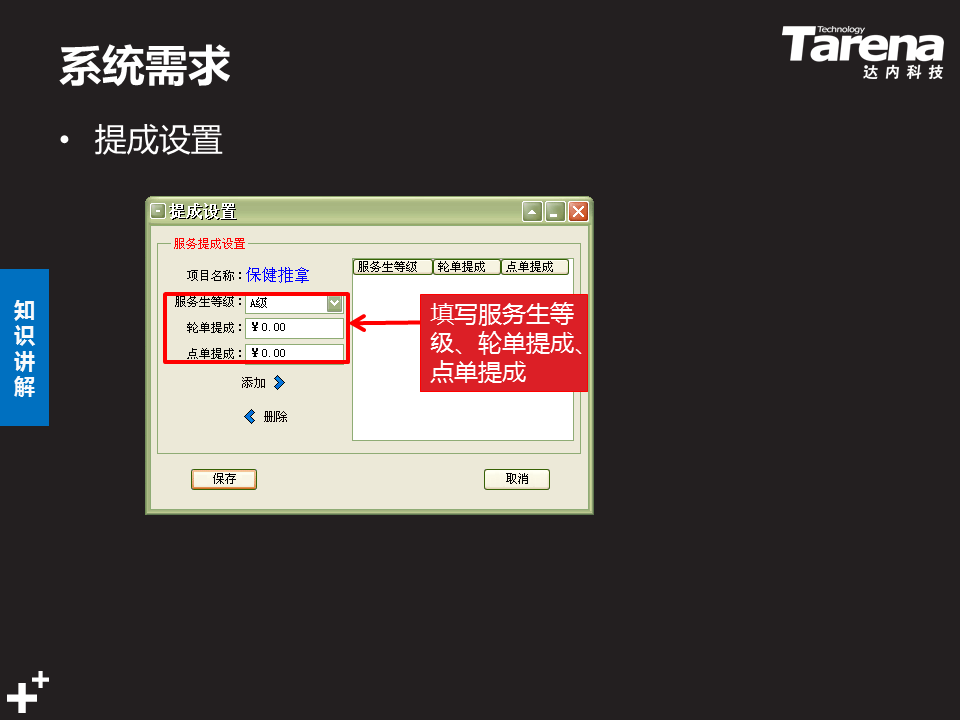 系统需求
Technology
Tarena
达内科技
• 提成设置
知识讲解
提成设置
服务提成设置
项目名称：保健推拿
服务生等级：A级
轮单提成：￥0.00
点单提成：￥0.00
添加
删除
服务生等级 轮单提成 点单提成
填写服务生等
级、轮单提成、
点单提成
保存 取消